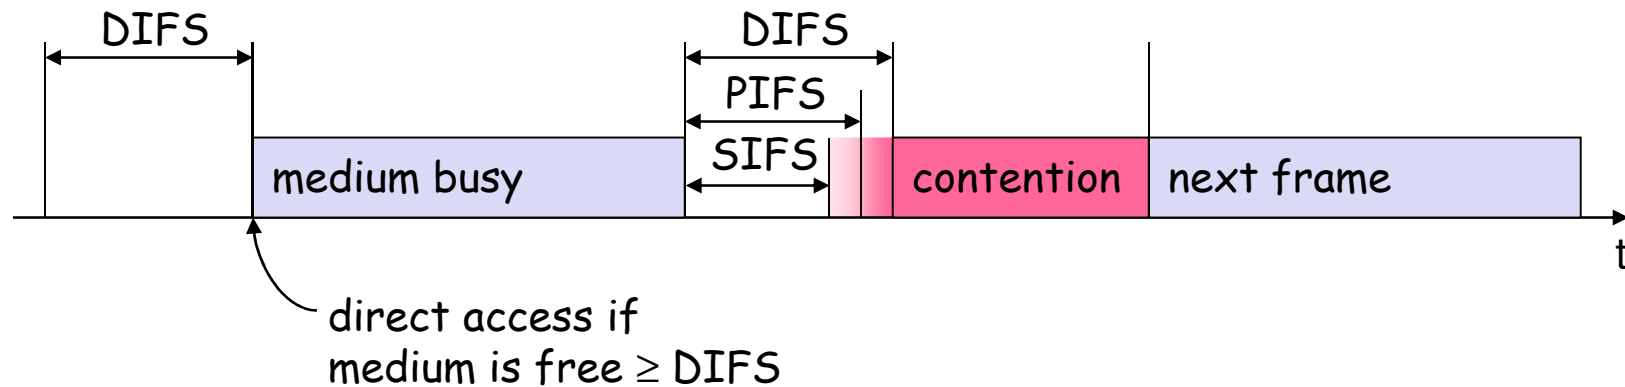 DIFS
DIFS
PIFS
SIFS
medium busy
contention
next frame
t
direct access if
medium is free ≥ DIFS